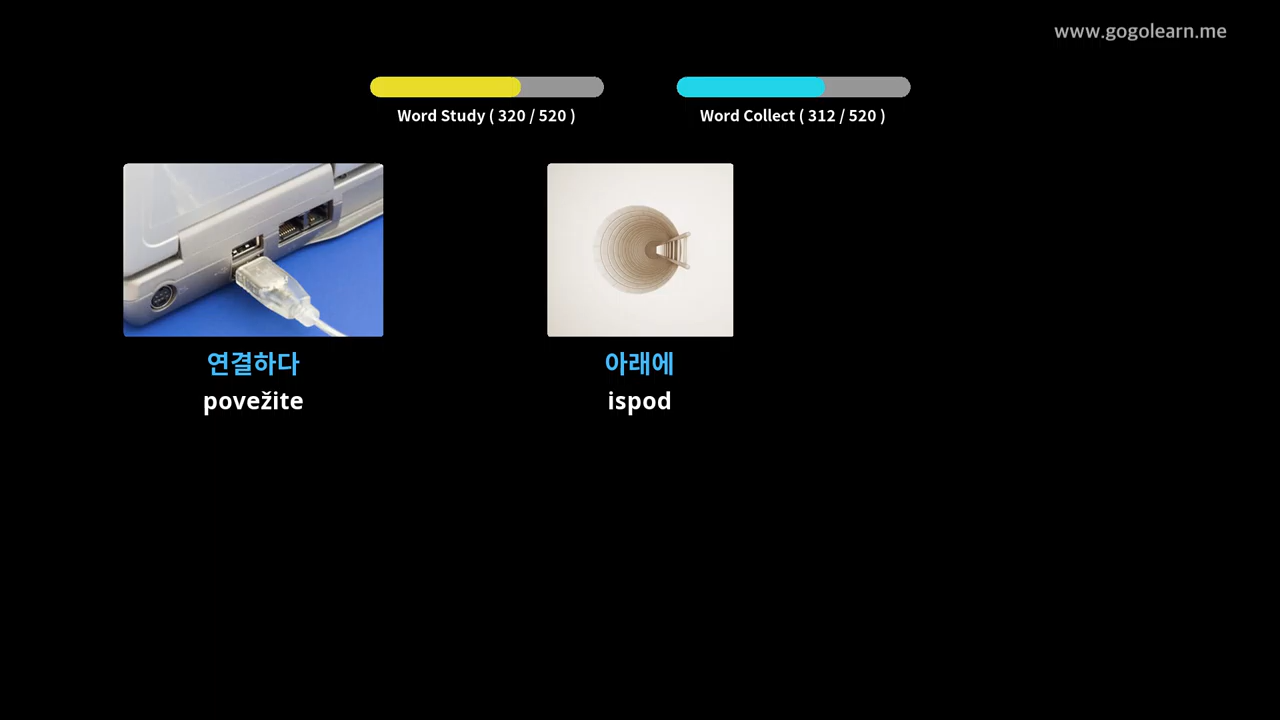 www.gogolearn.me
Word Study ( 320 / 520 )
Word Collect ( 312 / 520 )
연결하다
povežite
아래에
ispod